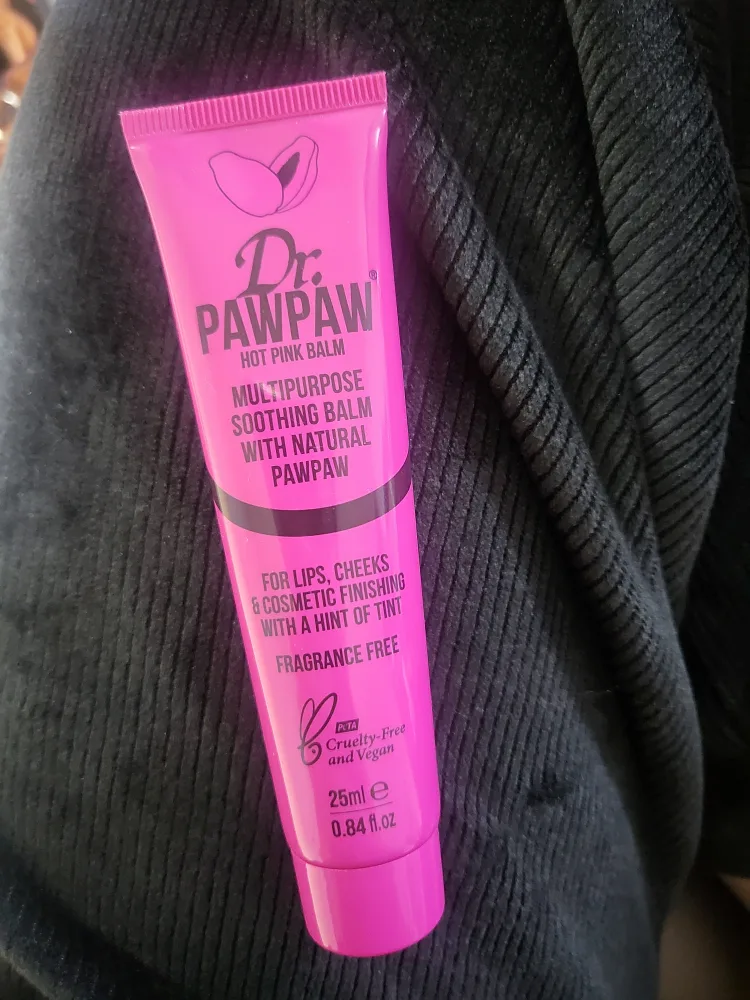 Dr.
PAWPAW®
HOT PINK BALM
MULTIPURPOSE
SOOTHING BALM
WITH NATURAL
PAWPAW
FOR LIPS, CHEEKS
& COSMETIC FINISHING
WITH A HINT OF TINT
FRAGRANCE FREE
PETA
Cruelty-Free
and Vegan
25ml ℮
0.84 fl.oz